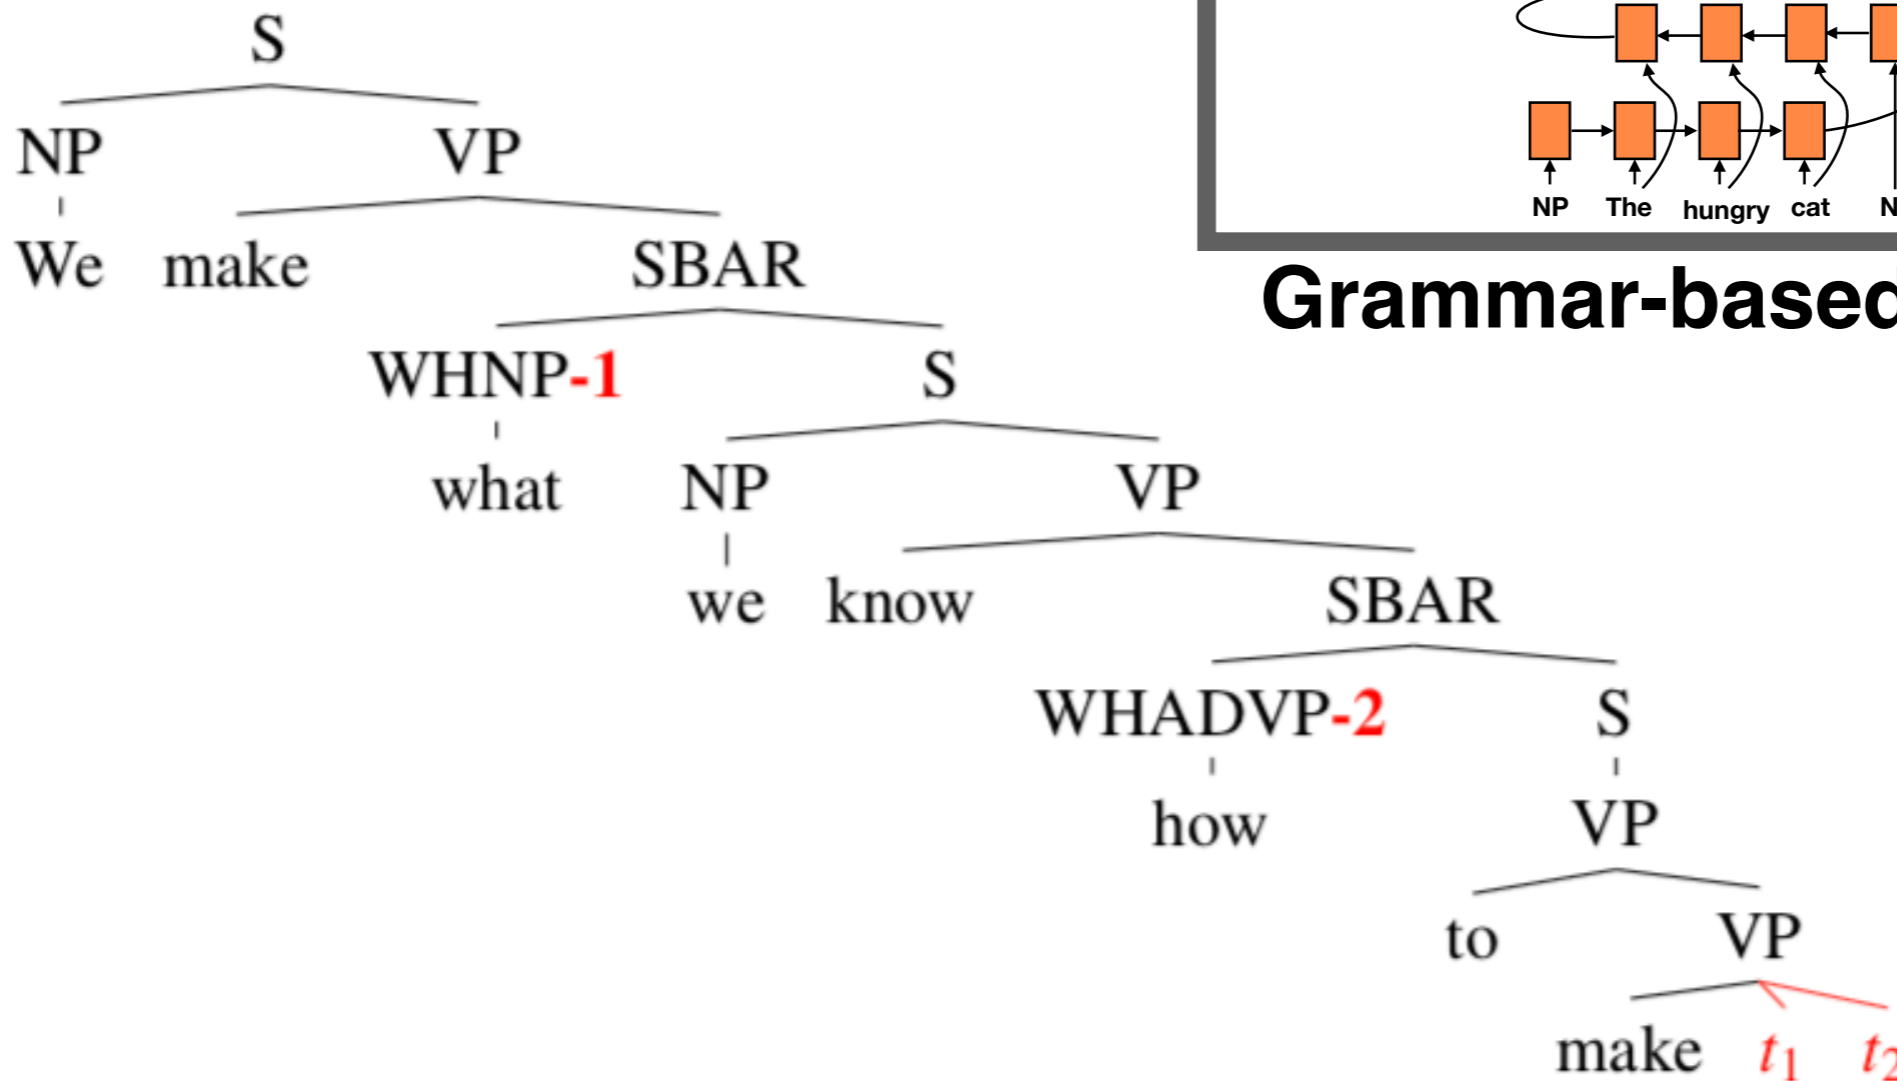 S
NP VP
We make SBAR
WHNP-1 S
what NP VP
we know SBAR
WHADVP-2 S
how VP
to VP
make t1 t2
NP The hungry cat N
Grammar-based